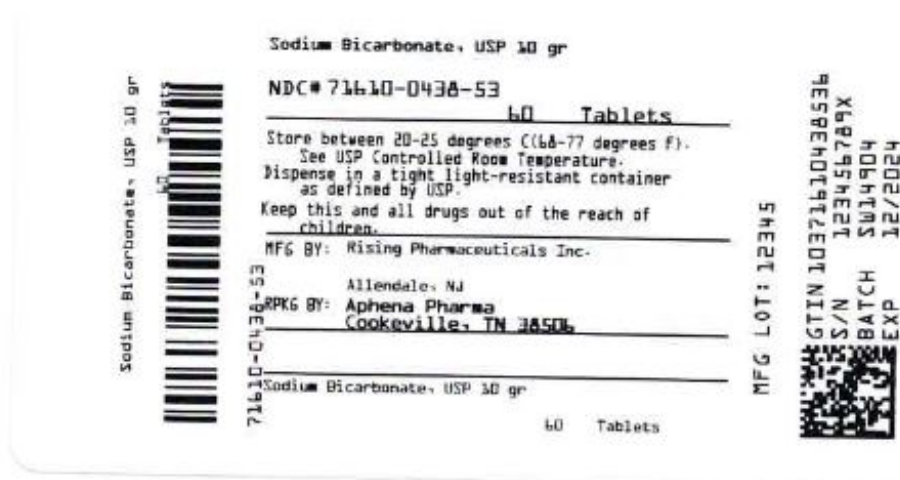 Sodium Bicarbonate, USP 10 gr
NDC# 71610-0438-53
60 Tablets
Store between 20-25 degrees C(68-77 degrees F).
See USP Controlled Room Temperature.
Dispense in a tight light-resistant container
as defined by USP.
Keep this and all drugs out of the reach of
children.
MFG BY: Rising Pharmaceuticals Inc.
Allendale, NJ
RPKG BY: Aphena Pharma
Cookeville, TN 38506
Sodium Bicarbonate, USP 10 gr
60 Tablets
Sodium Bicarbonate, USP 10 gr
60 Tablets
71610-0438-53
MFG LOT: 12345
GTIN 10371610438536
S/N 123456789X
BATCH SW14904
EXP 12/2024